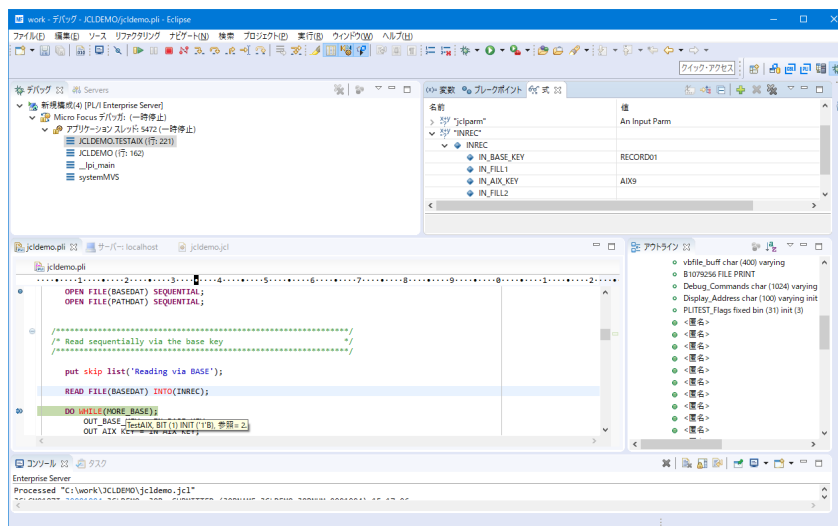 work - デバッグ - JCLDEMO/jcldemo.pli - Eclipse
ファイル(F) 編集(E) ソース リファクタリング ナビゲート(N) 検索 プロジェクト(P) 実行(R) ウィンドウ(W) ヘルプ(H)
クイック・アクセス
デバッグ Servers
新規構成(4) [PL/I Enterprise Server]
Micro Focus デバッガ: (一時停止)
アプリケーション スレッド: 5472 (一時停止)
JCLDEMO.TESTAIX (行: 221)
JCLDEMO (行: 162)
__lpi_main
systemMVS
変数 ブレークポイント 式
名前 値
"jclparm" An Input Parm
"INREC"
INREC
IN_BASE_KEY RECORD01
IN_FILL1
IN_AIX_KEY AIX9
IN_FILL2
jcldemo.pli サーバー: localhost jcldemo.jcl
jcldemo.pli
OPEN FILE(BASEDAT) SEQUENTIAL;
OPEN FILE(PATHDAT) SEQUENTIAL;
/* Read sequentially via the base key */
put skip list('Reading via BASE');
READ FILE(BASEDAT) INTO(INREC);
DO WHILE(MORE_BASE);
TestAIX, BIT (1) INIT ('1'B), 参照= 2.
OUT_AIX_KEY = IN_AIX_KEY;
アウトライン
vbfile_buff char (400) varying
B1079256 FILE PRINT
Debug_Commands char (1024) varying
Display_Address char (100) varying init
PLITEST_Flags fixed bin (31) init (3)
<匿名>
<匿名>
<匿名>
<匿名>
<匿名>
<匿名>
<匿名>
<匿名>
<匿名>
<匿名>
コンソール タスク
Enterprise Server
Processed "C:\work\JCLDEMO\jcldemo.jcl"